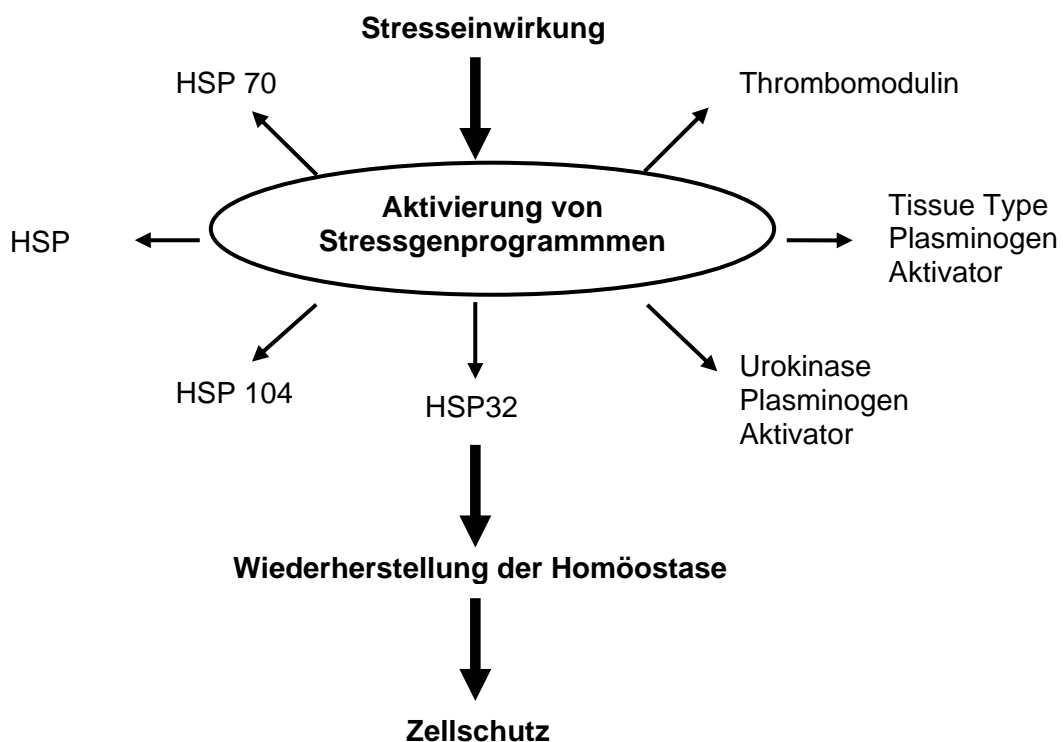 Stresseinwirkung
HSP 70
Thrombomodulin
Aktivierung von
Stressgenprogrammmen
HSP
Tissue Type
Plasminogen
Aktivator
HSP 104
HSP32
Urokinase
Plasminogen
Aktivator
Wiederherstellung der Homöostase
Zellschutz